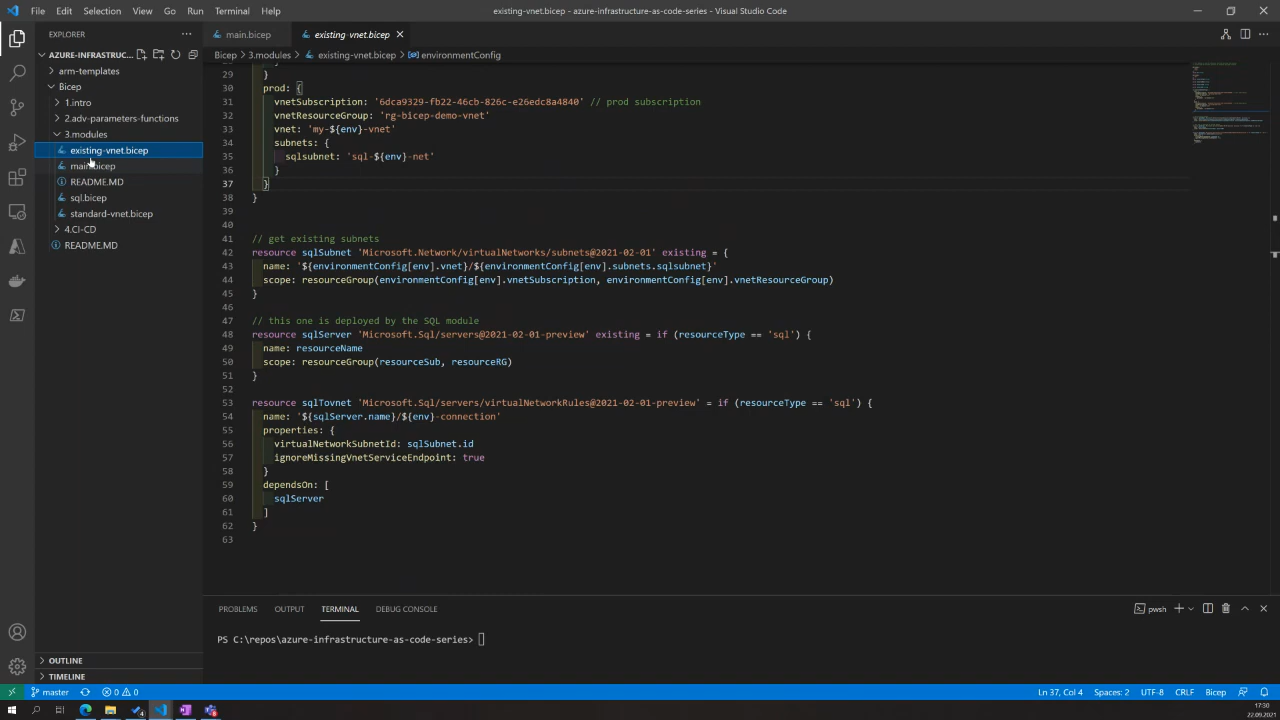 File Edit Selection View Go Run Terminal Help
existing-vnet.bicep - azure-infrastructure-as-code-series - Visual Studio Code
EXPLORER
main.bicep
existing-vnet.bicep
AZURE-INFRASTRUC...
Bicep > 3.modules > existing-vnet.bicep > environmentConfig
arm-templates
Bicep
1.intro
2.adv-parameters-functions
3.modules
existing-vnet.bicep
main.bicep
README.MD
sql.bicep
standard-vnet.bicep
4.CI-CD
README.MD
29 }
30 prod: {
31 vnetSubscription: '6dca9329-fb22-46cb-826c-e26edc8a4840' // prod subscription
32 vnetResourceGroup: 'rg-bicep-demo-vnet'
33 vnet: 'my-${env}-vnet'
34 subnets: {
35 sqlsubnet: 'sql-${env}-net'
36 }
37 }
38 }
39
40
41 // get existing subnets
42 resource sqlSubnet 'Microsoft.Network/virtualNetworks/subnets@2021-02-01' existing = {
43 name: '${environmentConfig[env].vnet}/${environmentConfig[env].subnets.sqlsubnet}'
44 scope: resourceGroup(environmentConfig[env].vnetSubscription, environmentConfig[env].vnetResourceGroup)
45 }
46
47 // this one is deployed by the SQL module
48 resource sqlServer 'Microsoft.Sql/servers@2021-02-01-preview' existing = if (resourceType == 'sql') {
49 name: resourceName
50 scope: resourceGroup(resourceSub, resourceRG)
51 }
52
53 resource sqlTovnet 'Microsoft.Sql/servers/virtualNetworkRules@2021-02-01-preview' = if (resourceType == 'sql') {
54 name: '${sqlServer.name}/${env}-connection'
55 properties: {
56 virtualNetworkSubnetId: sqlSubnet.id
57 ignoreMissingVnetServiceEndpoint: true
58 }
59 dependsOn: [
60 sqlServer
61 ]
62 }
63
PROBLEMS OUTPUT TERMINAL DEBUG CONSOLE
pwsh
PS C:\repos\azure-infrastructure-as-code-series>
OUTLINE
TIMELINE
master 0 0
Ln 37, Col 4 Spaces: 2 UTF-8 CRLF Bicep
17:30
22.09.2021